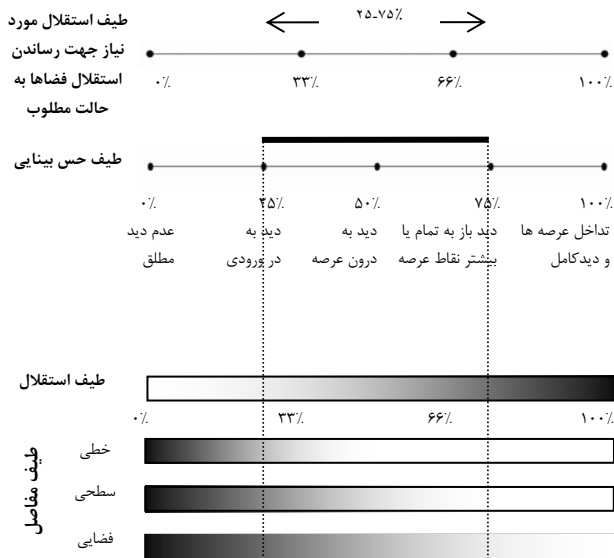 طیف استقلال مورد
نیاز جهت رساندن
استقلال فضاها به
حالت مطلوب
۲۵-۷۵٪
۰٪ ۳۳٪ ۶۶٪ ۱۰۰٪
طیف حس بینایی
۰٪ ۲۵٪ ۵۰٪ ۷۵٪ ۱۰۰٪
عدم دید
مطلق
دید به
در ورودی
دید به
درون عرصه
دید باز به تمام یا
بیشتر نقاط عرصه
تداخل عرصه ها
و دیدکامل
طیف استقلال
۰٪ ۳۳٪ ۶۶٪ ۱۰۰٪
طیف مفاصل
خطی
سطحی
فضایی